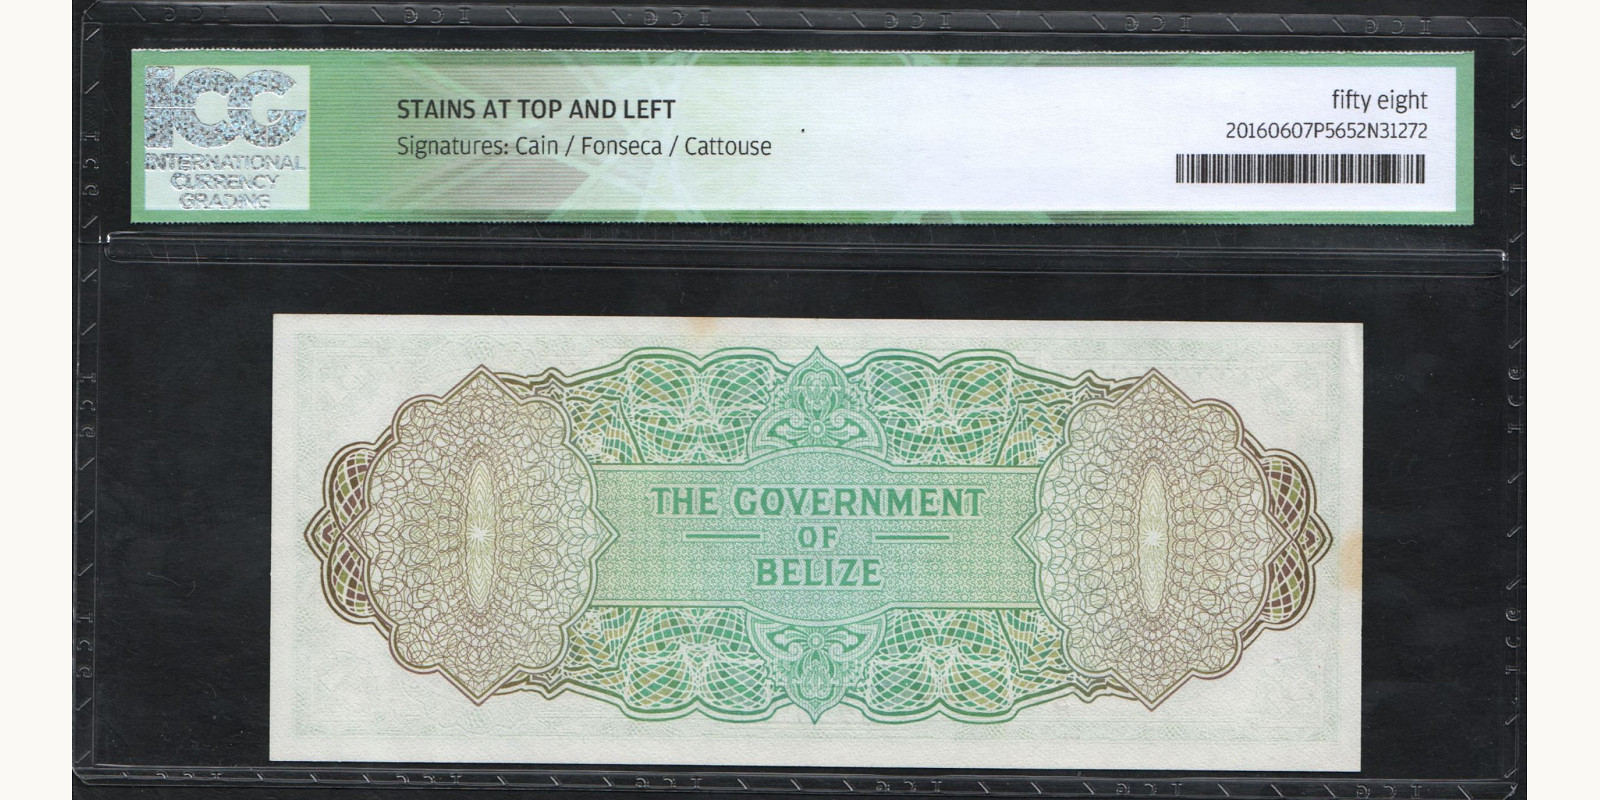 ICG
INTERNATIONAL
CURRENCY
GRADING
STAINS AT TOP AND LEFT
Signatures: Cain / Fonseca / Cattouse
fifty eight
20160607P5652N31272
THE GOVERNMENT
OF
BELIZE